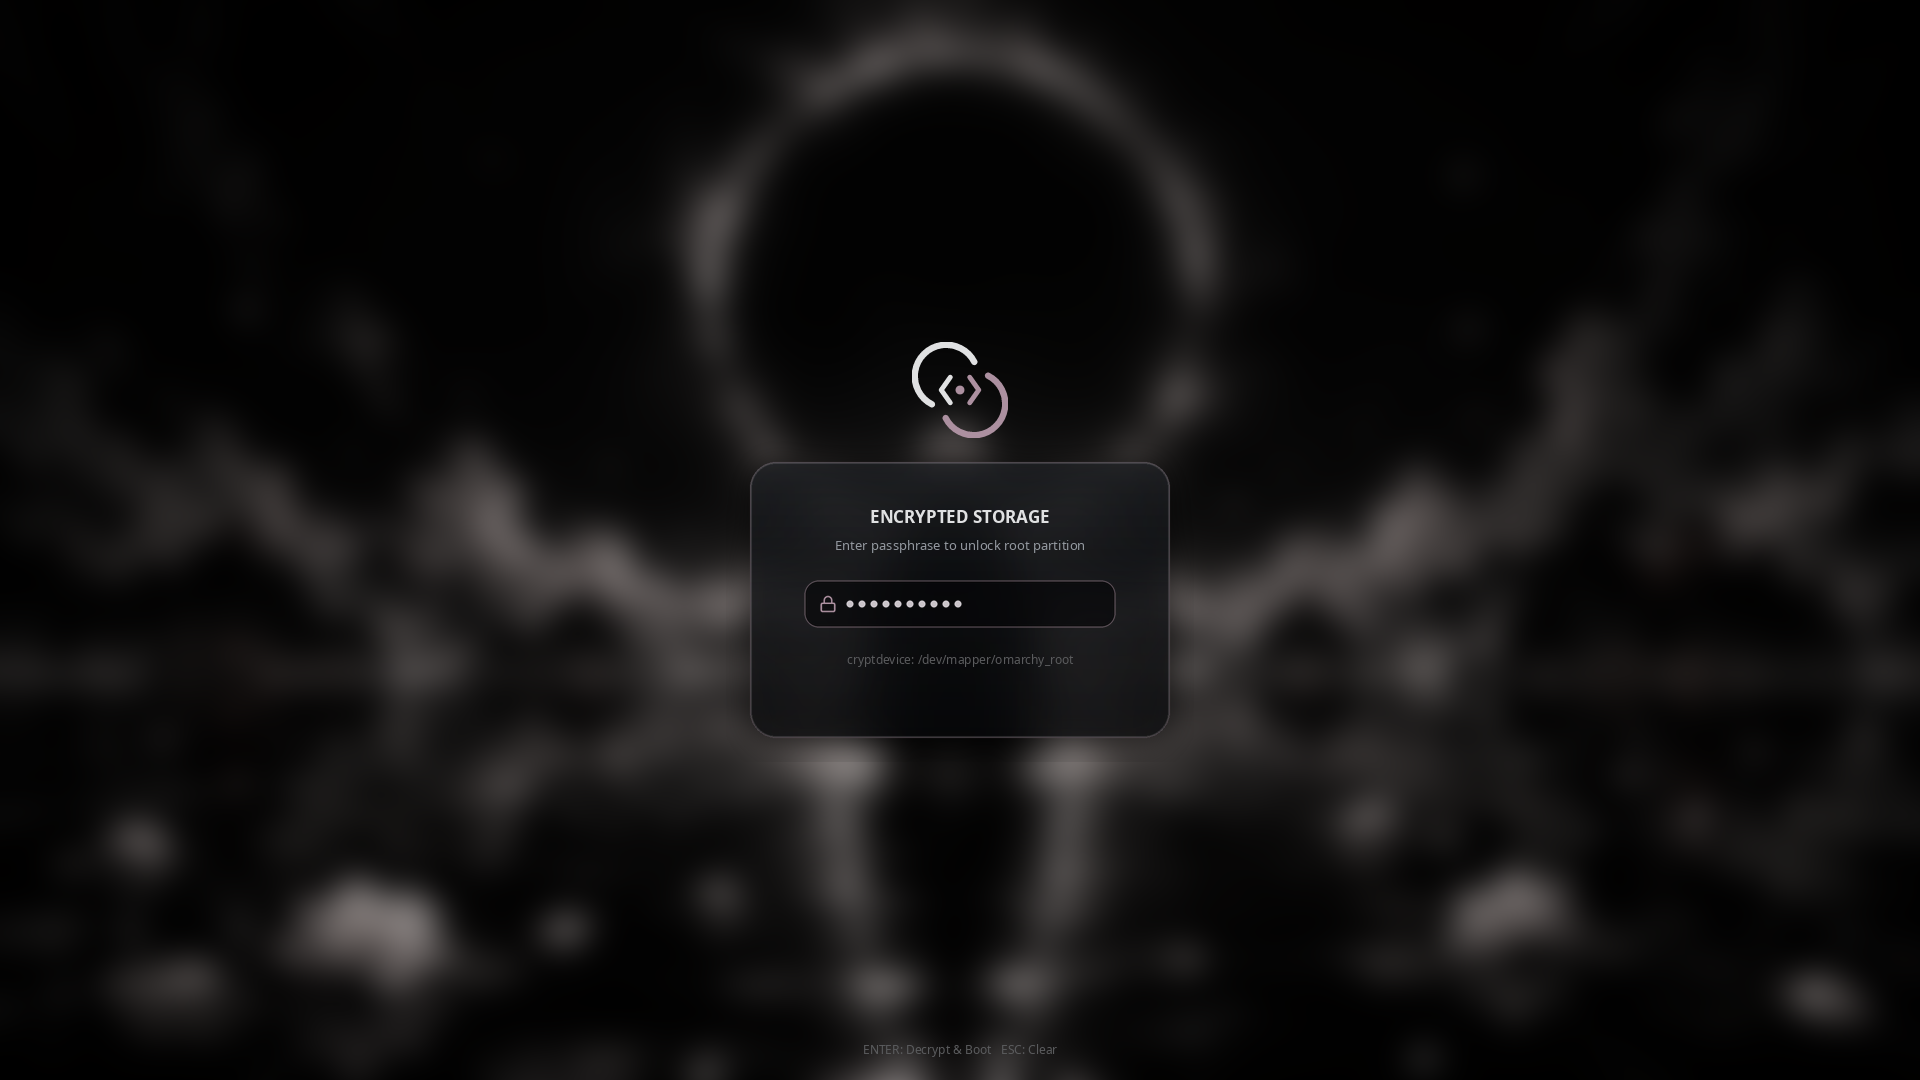 ENCRYPTED STORAGE
Enter passphrase to unlock root partition
cryptdevice: /dev/mapper/omarchy_root
ENTER: Decrypt & Boot   ESC: Clear